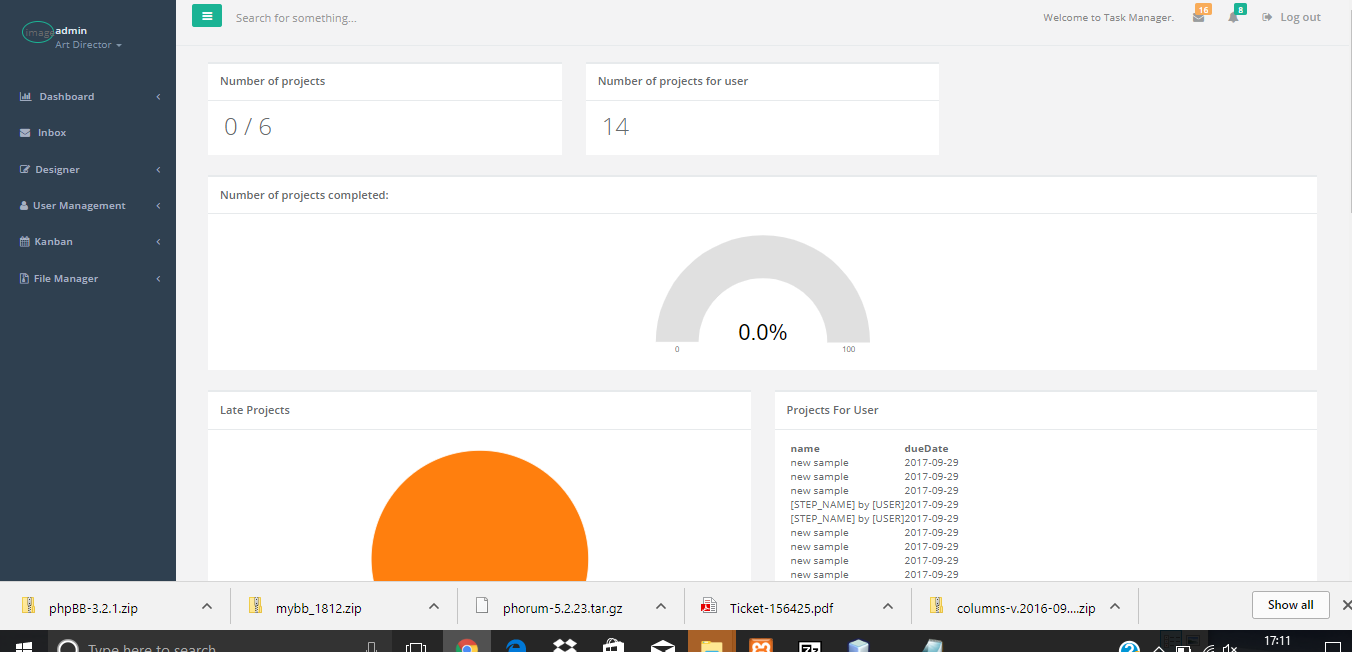 image
admin
Art Director
Search for something...
Welcome to Task Manager.
16
8
Log out
Dashboard
Inbox
Designer
User Management
Kanban
File Manager
Number of projects
0 / 6
Number of projects for user
14
Number of projects completed:
0.0%
0
100
Late Projects
Projects For User
name dueDate
new sample 2017-09-29
new sample 2017-09-29
new sample 2017-09-29
[STEP_NAME] by [USER] 2017-09-29
[STEP_NAME] by [USER] 2017-09-29
new sample 2017-09-29
new sample 2017-09-29
new sample 2017-09-29
new sample 2017-09-29
phpBB-3.2.1.zip
mybb_1812.zip
phorum-5.2.23.tar.gz
Ticket-156425.pdf
columns-v.2016-09....zip
Show all
Type here to search
17:11